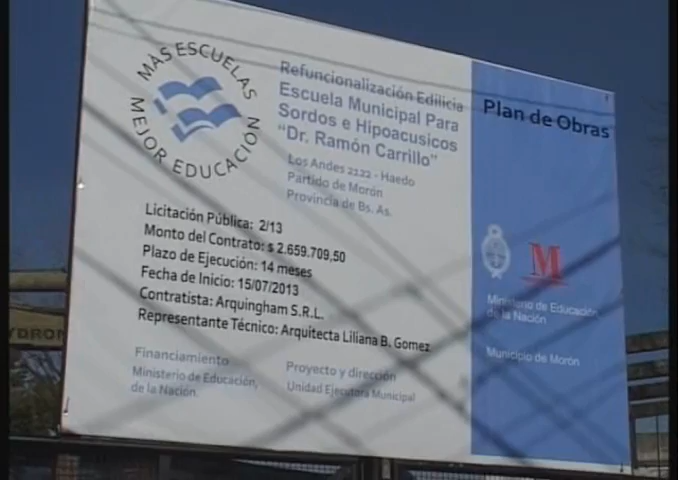 MÀS ESCUELAS
MEJOR EDUCACIÓN
Refuncionalización Edilicia
Escuela Municipal Para
Sordos e Hipoacusicos
"Dr. Ramón Carrillo"
Los Andes 2132 - Haedo
Partido de Morón
Provincia de Bs. As.
Licitación Pública: 2/13
Monto del Contrato: $ 2.659.709,50
Plazo de Ejecución: 14 meses
Fecha de Inicio: 15/07/2013
Contratista: Arquingham S.R.L.
Representante Técnico: Arquitecta Liliana B. Gomez
Financiamiento
Ministerio de Educación,
de la Nación.
Proyecto y dirección
Unidad Ejecutora Municipal
Plan de Obras
M
Ministerio de Educación
de la Nación
Municipio de Morón